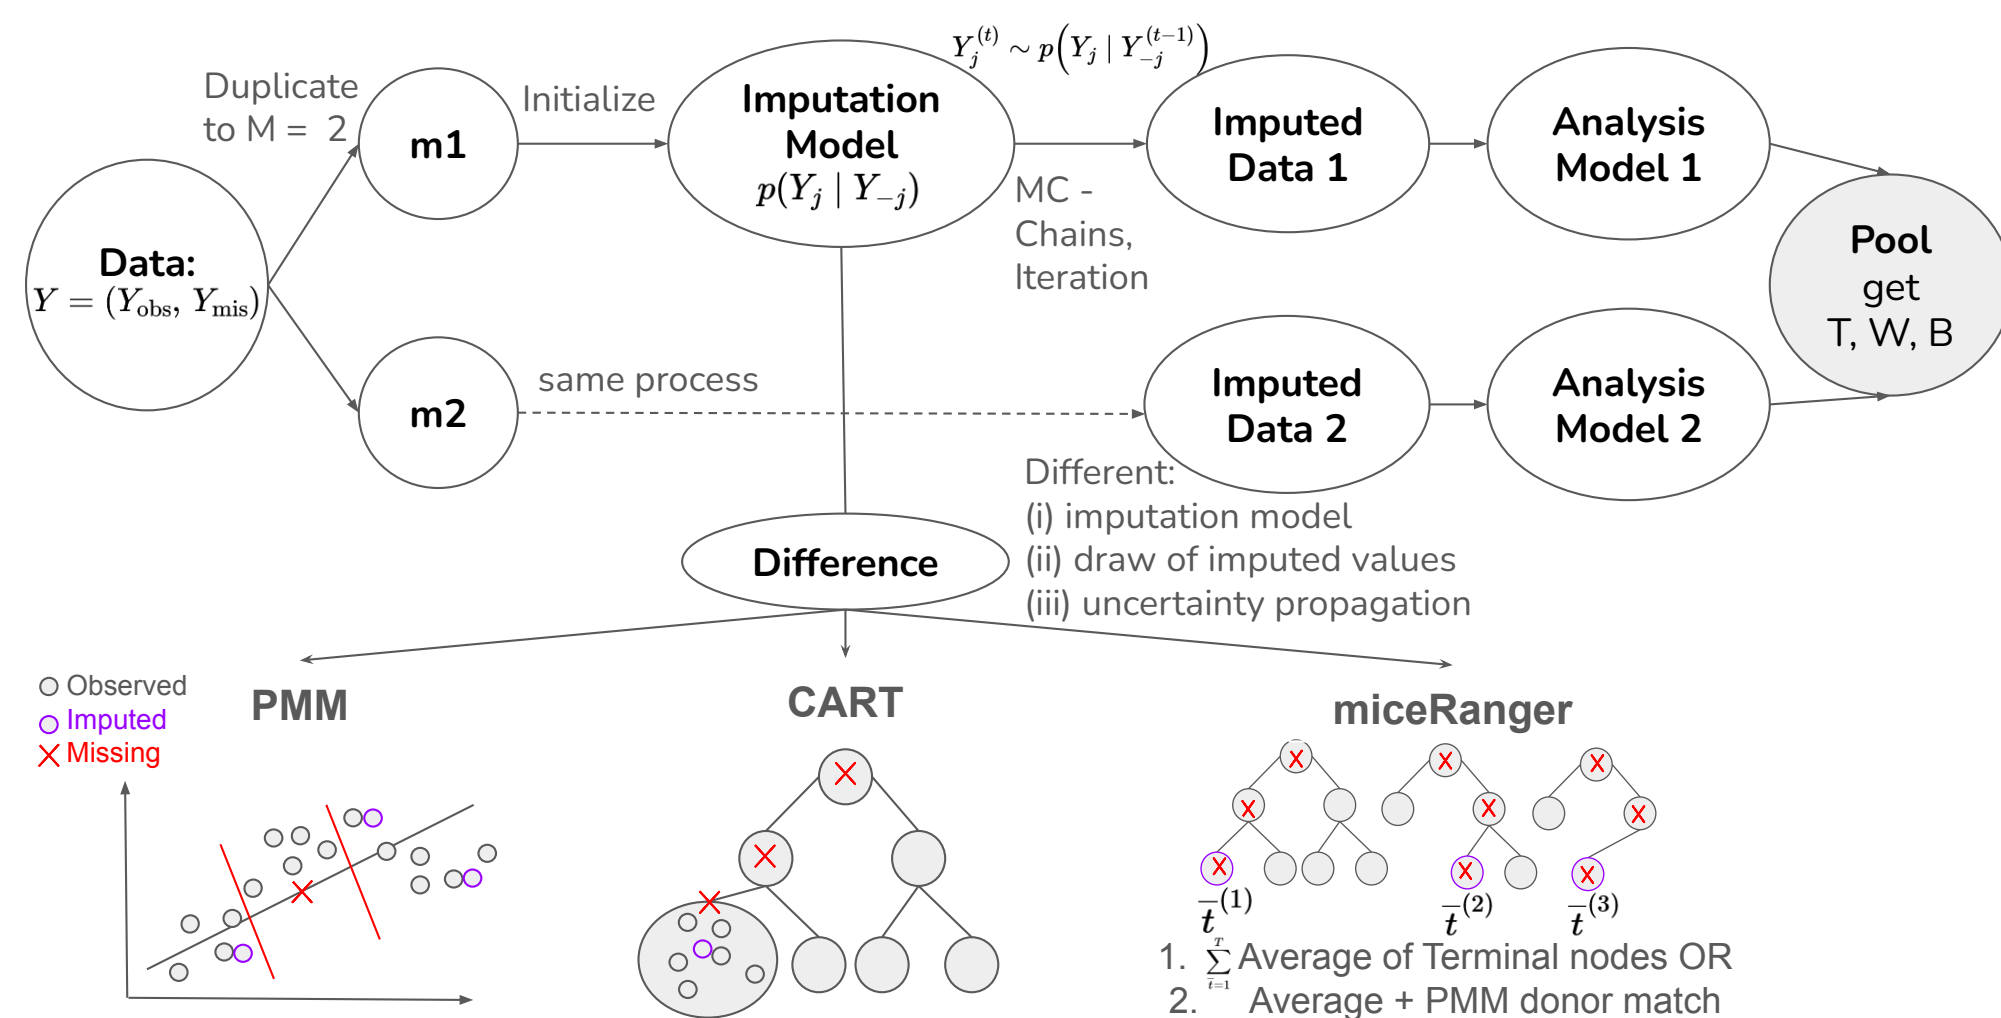 Duplicate
to M = 2
m1
Initialize
Imputation
Model
p(Y_j | Y_{-j})
Y_j^{(t)} ∼ p(Y_j | Y_{-j}^{(t-1)})
MC -
Chains,
Iteration
Imputed
Data 1
Analysis
Model 1
Data:
Y = (Y_obs, Y_mis)
Pool
get
T, W, B
m2
same process
Imputed
Data 2
Analysis
Model 2
Difference
Different:
(i) imputation model
(ii) draw of imputed values
(iii) uncertainty propagation
Observed
Imputed
Missing
PMM
CART
miceRanger
t̅^{(1)}
t̅^{(2)}
t̅^{(3)}
1. ∑_{t=1}^{T} Average of Terminal nodes OR
2. Average + PMM donor match